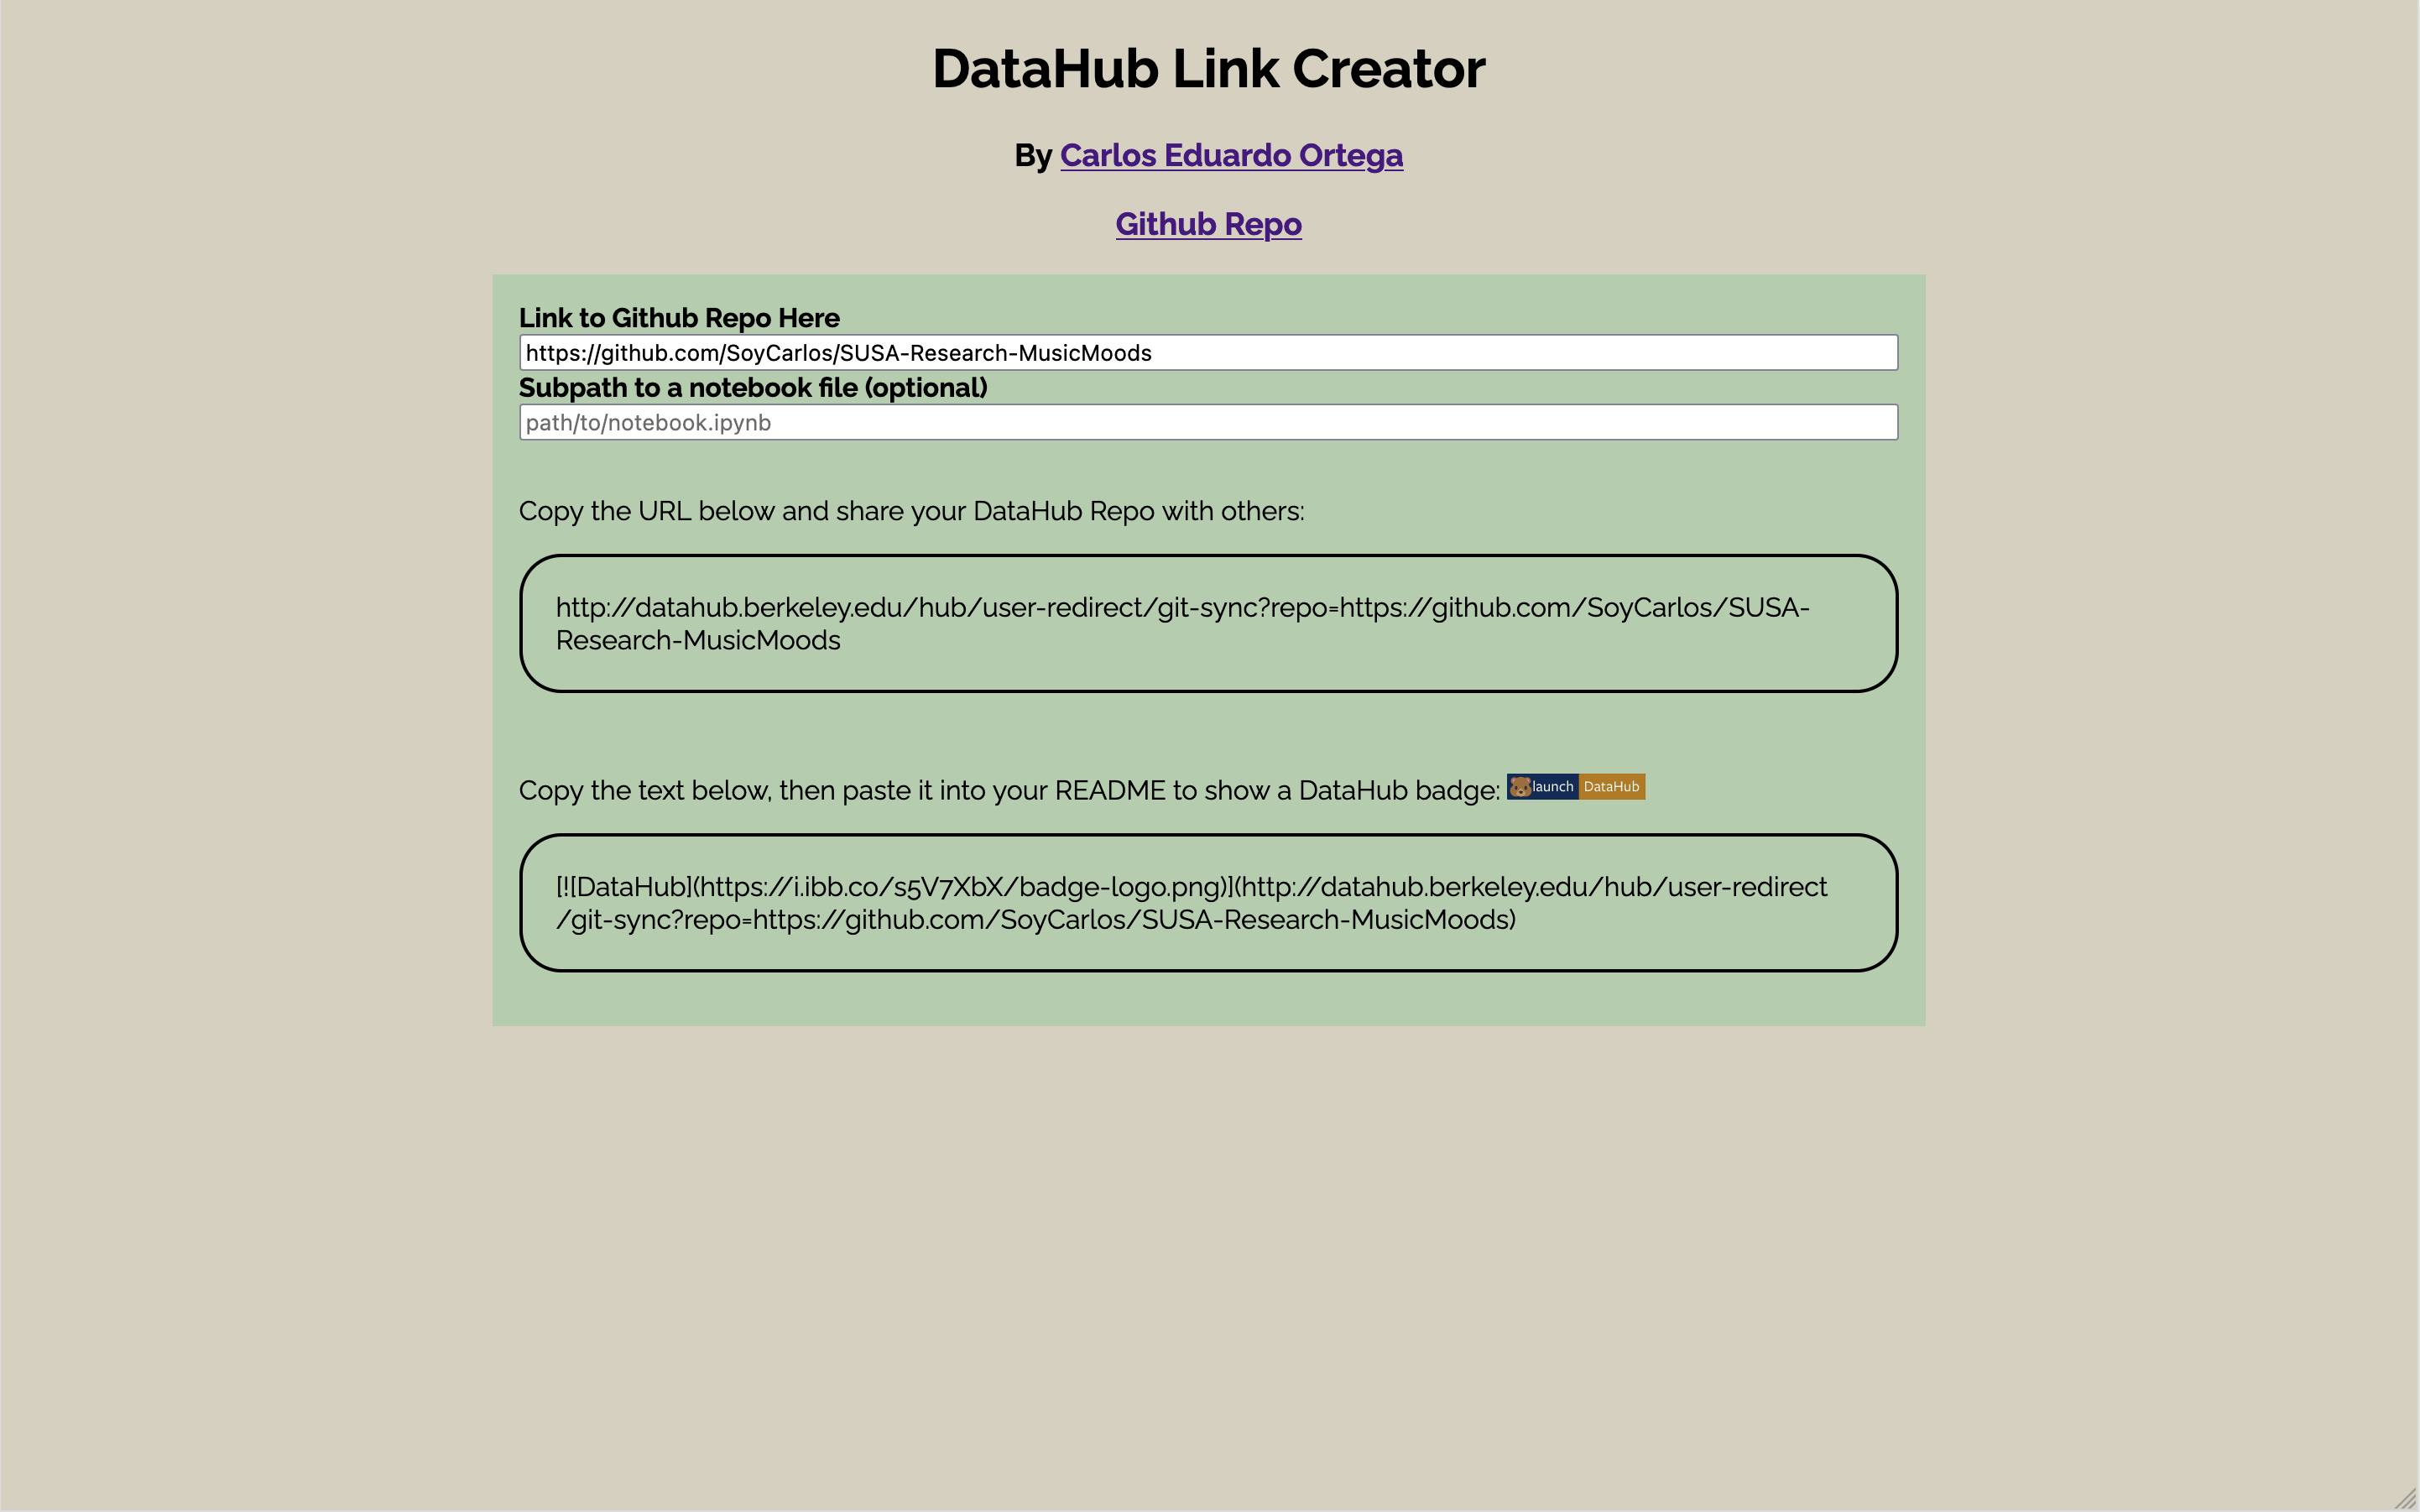 DataHub Link Creator
By Carlos Eduardo Ortega
Github Repo
Link to Github Repo Here
https://github.com/SoyCarlos/SUSA-Research-MusicMoods
Subpath to a notebook file (optional)
path/to/notebook.ipynb
Copy the URL below and share your DataHub Repo with others:
http://datahub.berkeley.edu/hub/user-redirect/git-sync?repo=https://github.com/SoyCarlos/SUSA-
Research-MusicMoods
Copy the text below, then paste it into your README to show a DataHub badge: launch DataHub
[![DataHub](https://i.ibb.co/s5V7XbX/badge-logo.png)](http://datahub.berkeley.edu/hub/user-redirect
/git-sync?repo=https://github.com/SoyCarlos/SUSA-Research-MusicMoods)